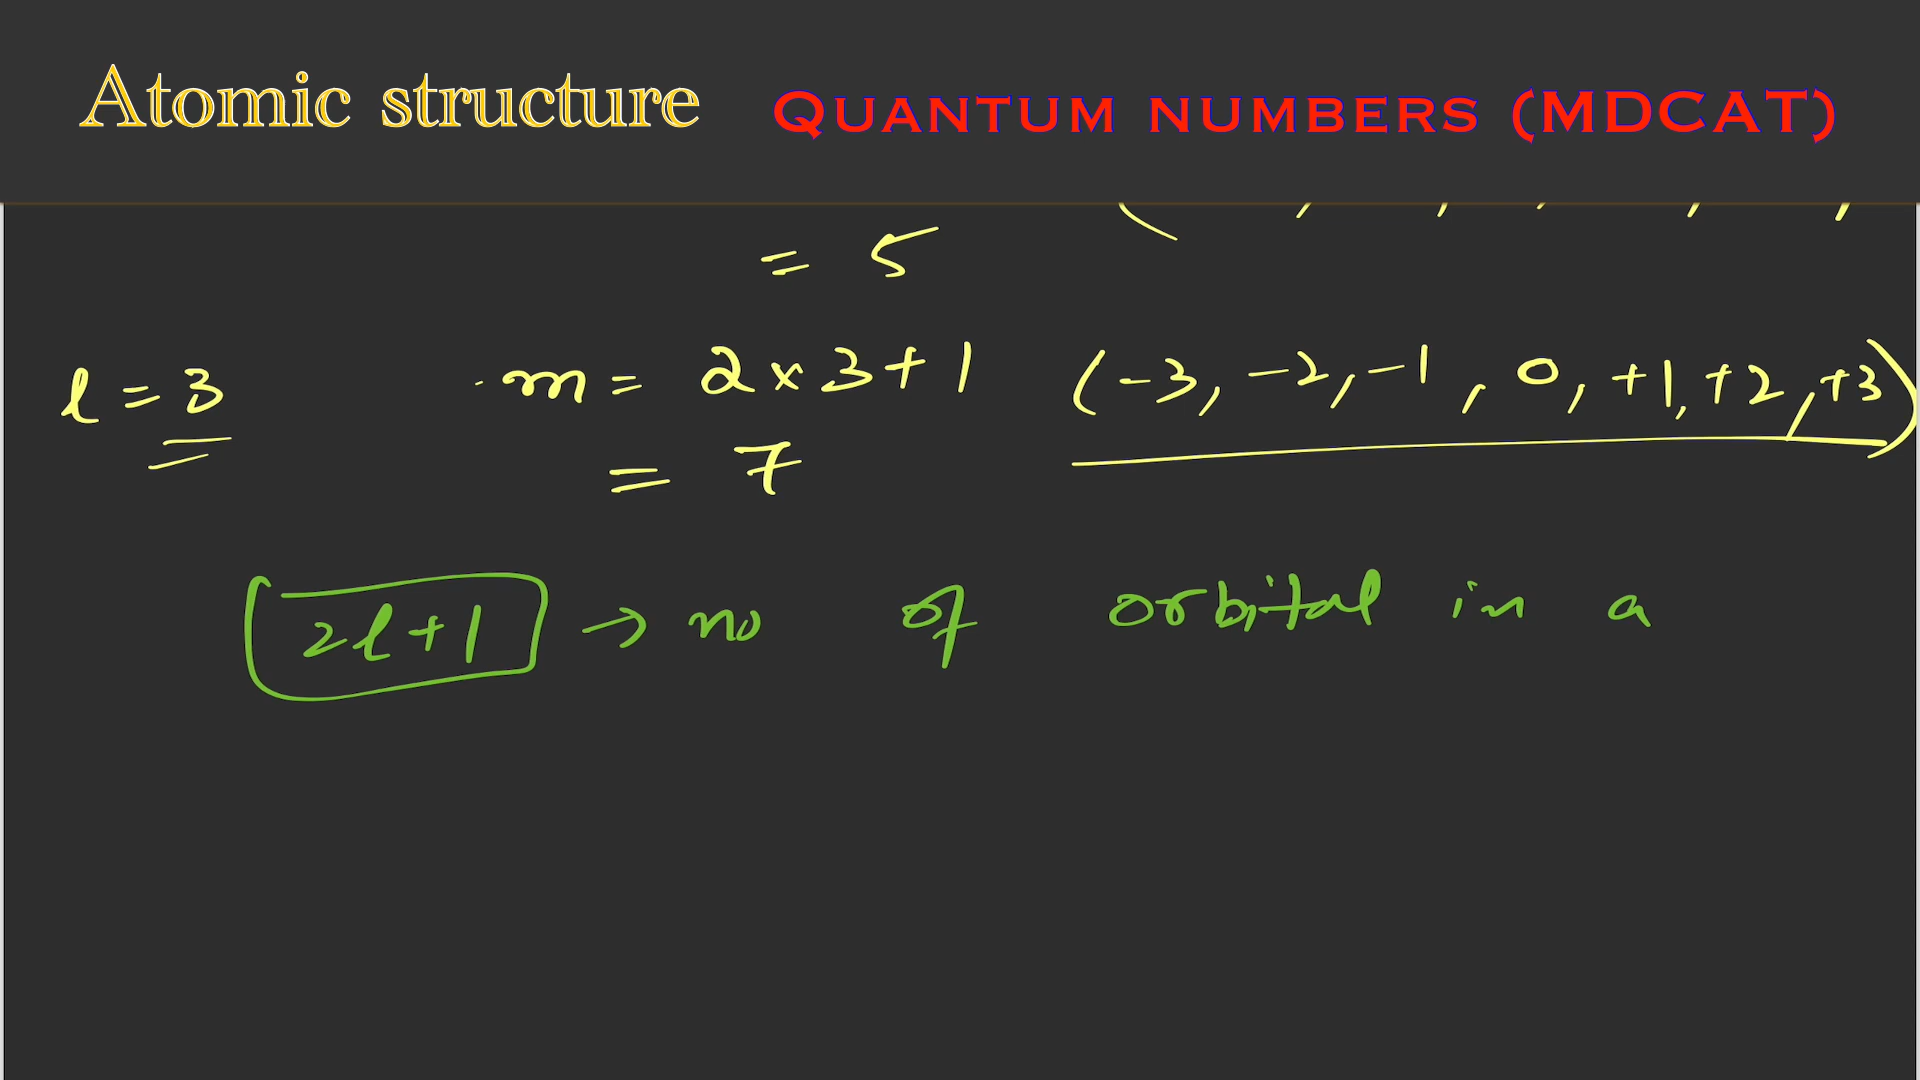 Atomic structure QUANTUM NUMBERS (MDCAT)
= 5
l = 3 m = 2 × 3 + 1 (-3, -2, -1, 0, +1, +2, +3)
= 7
2l + 1 → no of orbital in a